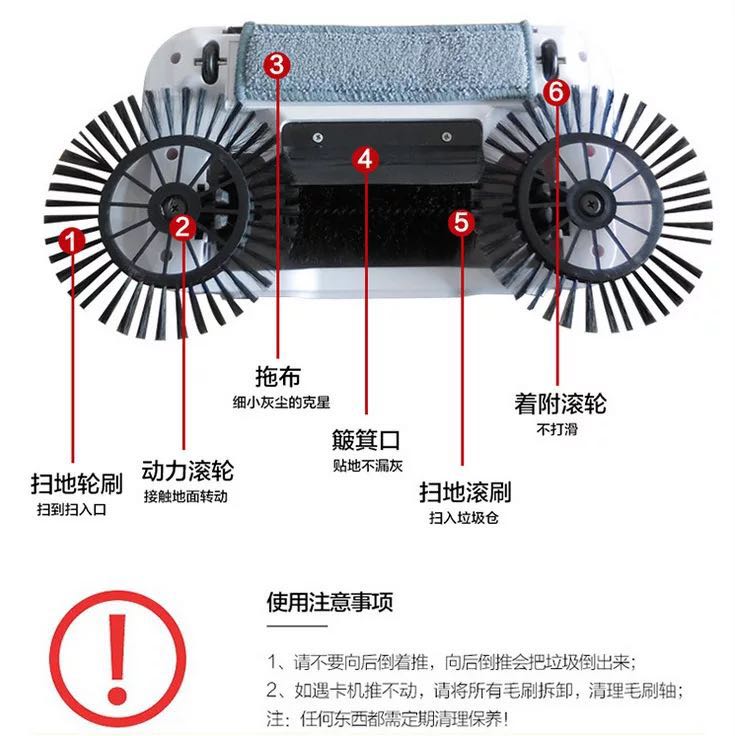 3
6
4
1
2
5
拖布
细小灰尘的克星
着附滚轮
不打滑
簸箕口
贴地不漏灰
扫地轮刷
扫到扫入口
动力滚轮
接触地面转动
扫地滚刷
扫入垃圾仓
使用注意事项
1、请不要向后倒着推，向后倒推会把垃圾倒出来；
2、如遇卡机推不动，请将所有毛刷拆卸，清理毛刷轴；
注：任何东西都需定期清理保养！